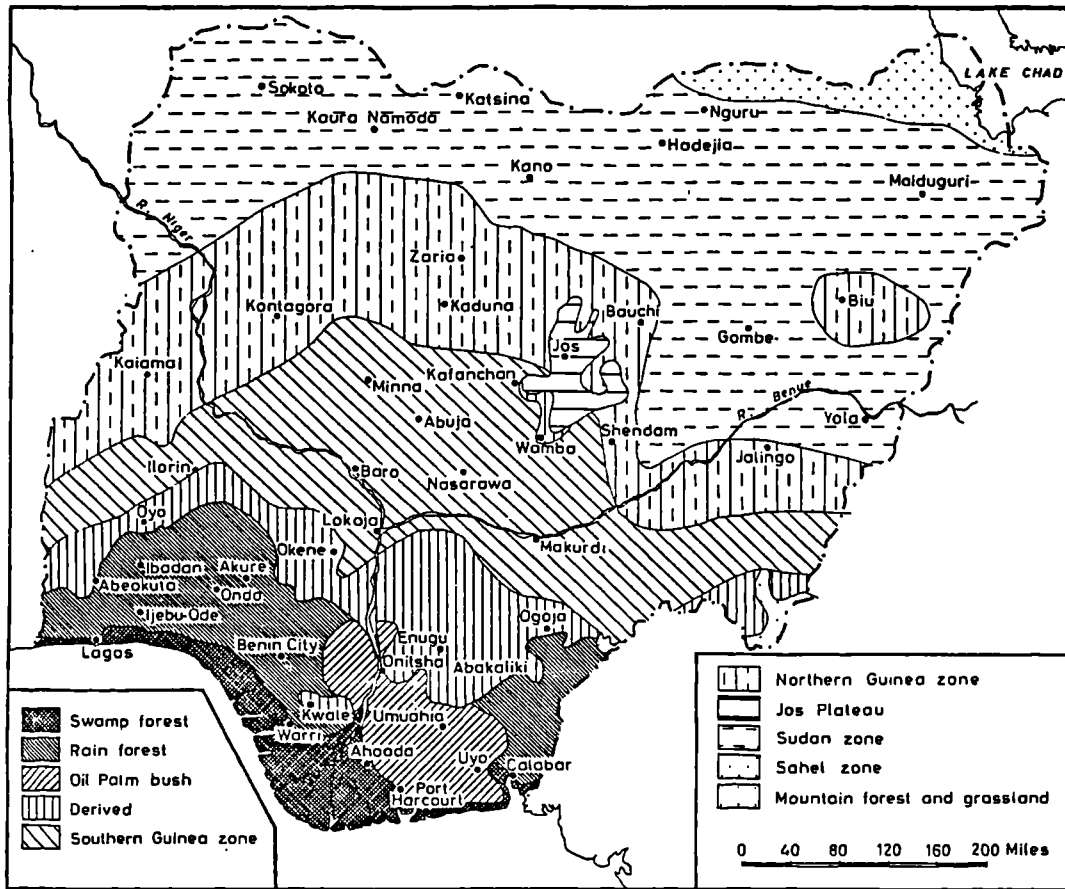 LAKE CHAD
Sokoto
Katsina
Nguru
Kaura Namoda
Hadejia
Kano
Maiduguri
R. Niger
Zaria
Kontagora
Kaduna
Bauchi
Biu
Jos
Gombe
Kaiama
Minna
Kafanchan
R. Benue
Abuja
Yola
Shendam
Wamba
Jalingo
Ilorin
Baro
Nasarawa
Oyo
Lokoja
Makurdi
Okene
Ibadan
Akure
Abeokuta
Ondo
Ijebu-Ode
Ogoja
Lagos
Benin City
Enugu
Onitsha
Abakaliki
Kwale
Umuahia
Warri
Ahoada
Uyo
Calabar
Port
Harcourt
Swamp forest
Rain forest
Oil Palm bush
Derived
Southern Guinea zone
Northern Guinea zone
Jos Plateau
Sudan zone
Sahel zone
Mountain forest and grassland
0 40 80 120 160 200 Miles